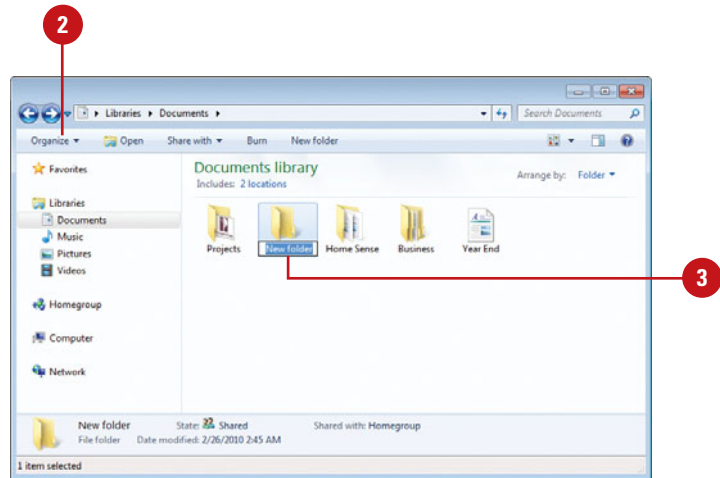 2
Libraries Documents Search Documents
Organize Open Share with Burn New folder
Favorites
Libraries
Documents
Music
Pictures
Videos
Homegroup
Computer
Network
Documents library
Includes: 2 locations
Arrange by: Folder
Projects New folder Home Sense Business Year End
3
New folder State: Shared Shared with: Homegroup
File folder Date modified: 2/26/2010 2:45 AM
1 item selected